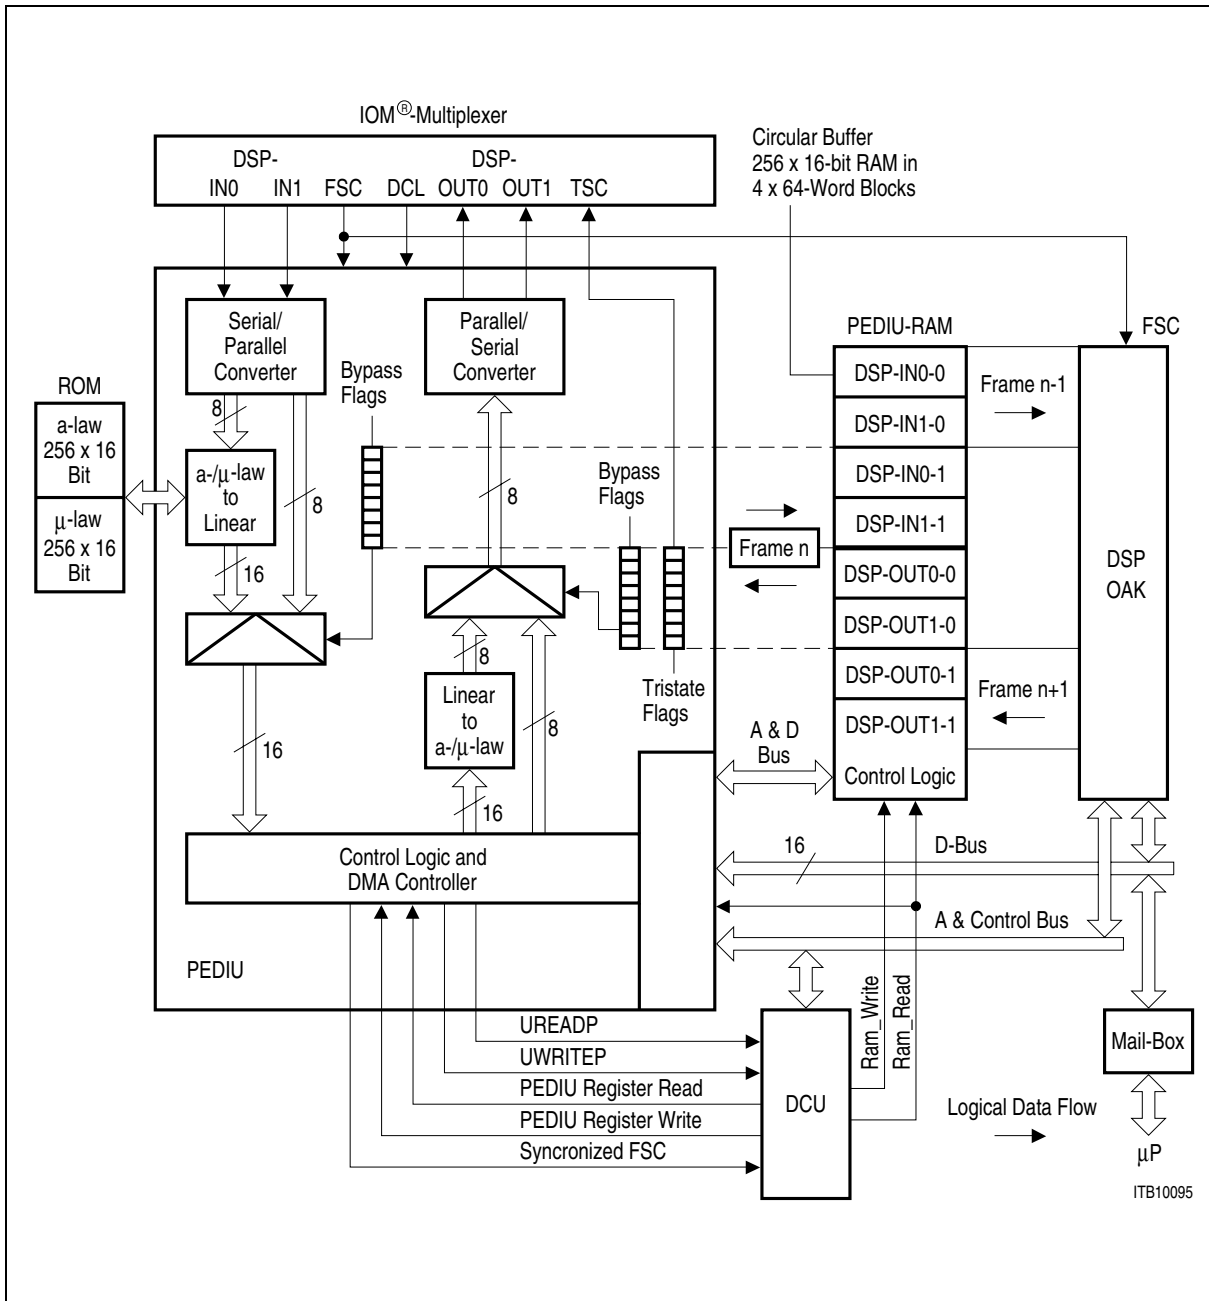 IOM®-Multiplexer
DSP-
DSP-
IN0
IN1
FSC
DCL
OUT0
OUT1
TSC
Circular Buffer
256 x 16-bit RAM in
4 x 64-Word Blocks
Serial/
Parallel
Converter
Parallel/
Serial
Converter
Bypass
Flags
PEDIU-RAM
FSC
ROM
a-law
256 x 16
Bit
μ-law
256 x 16
Bit
8
a-/μ-law
to
Linear
8
16
8
Bypass
Flags
DSP-IN0-0
DSP-IN1-0
DSP-IN0-1
DSP-IN1-1
DSP-OUT0-0
DSP-OUT1-0
DSP-OUT0-1
DSP-OUT1-1
Control Logic
Frame n-1
Frame n
Frame n+1
DSP
OAK
8
Linear
to
a-/μ-law
8
16
16
Tristate
Flags
A & D
Bus
Control Logic and
DMA Controller
16
D-Bus
A & Control Bus
PEDIU
UREADP
UWRITEP
PEDIU Register Read
PEDIU Register Write
Syncronized FSC
DCU
Ram_Write
Ram_Read
Mail-Box
Logical Data Flow
μP
ITB10095